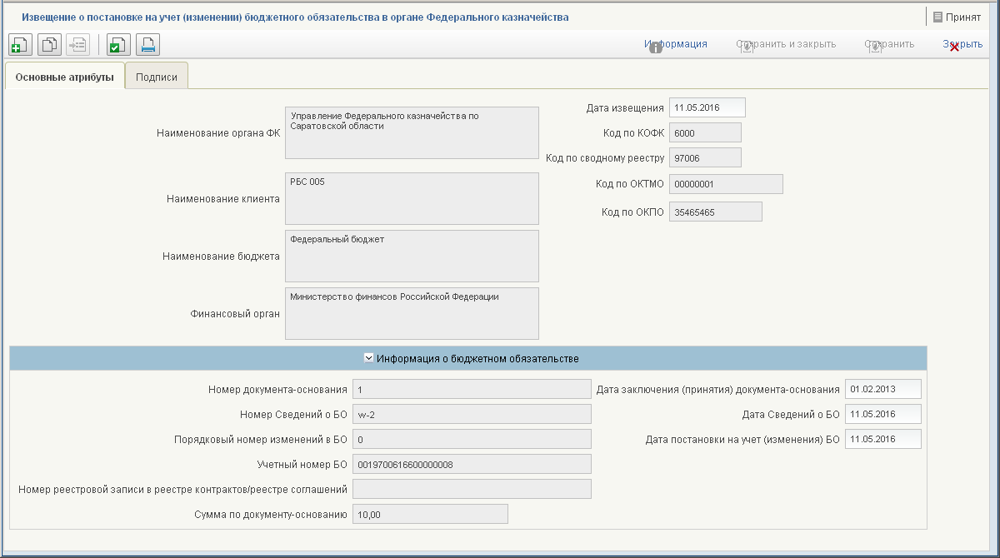 Извещение о постановке на учет (изменении) бюджетного обязательства в органе Федерального казначейства
Принят
Информация
Сохранить и закрыть
Сохранить
Закрыть
Основные атрибуты
Подписи
Наименование органа ФК
Управление Федерального казначейства по
Саратовской области
Дата извещения
11.05.2016
Код по КОФК
6000
Код по сводному реестру
97006
Наименование клиента
РБС 005
Код по ОКТМО
00000001
Код по ОКПО
35465465
Наименование бюджета
Федеральный бюджет
Финансовый орган
Министерство финансов Российской Федерации
Информация о бюджетном обязательстве
Номер документа-основания
1
Дата заключения (принятия) документа-основания
01.02.2013
Номер Сведений о БО
w-2
Дата Сведений о БО
11.05.2016
Порядковый номер изменений в БО
0
Дата постановки на учет (изменения) БО
11.05.2016
Учетный номер БО
0019700616600000008
Номер реестровой записи в реестре контрактов/реестре соглашений
Сумма по документу-основанию
10,00